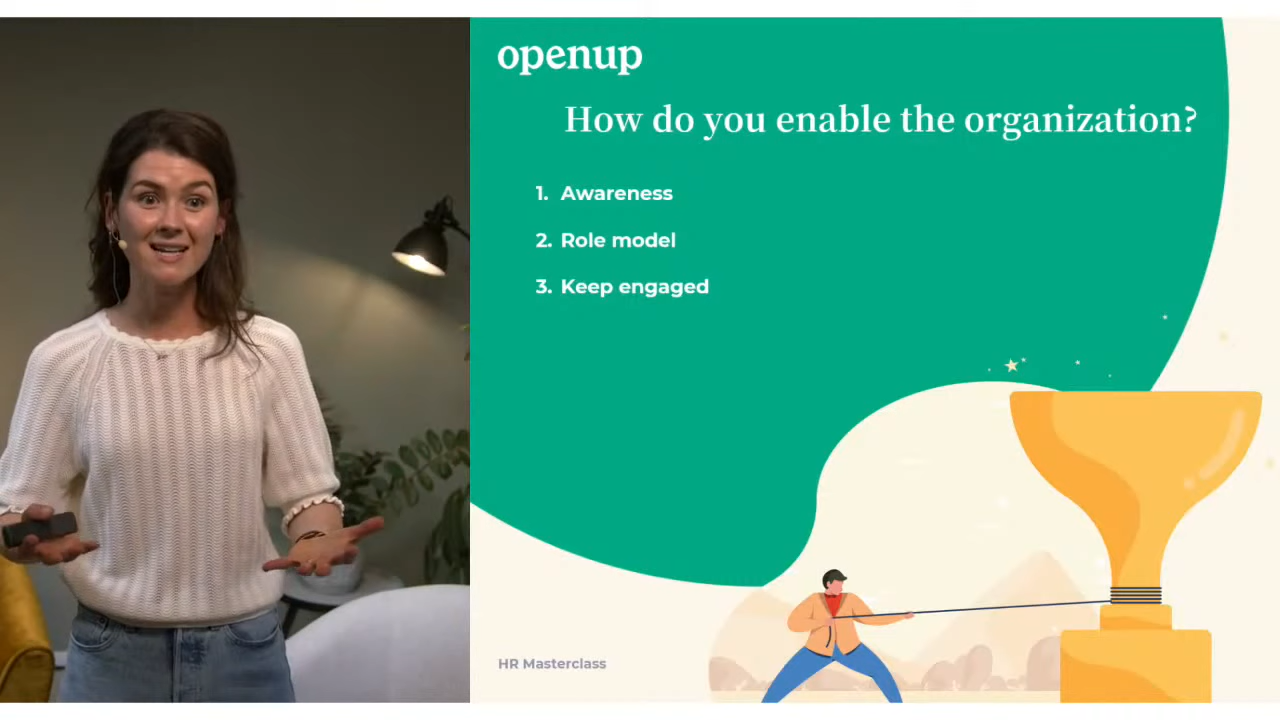 openup
How do you enable the organization?
1. Awareness
2. Role model
3. Keep engaged
HR Masterclass